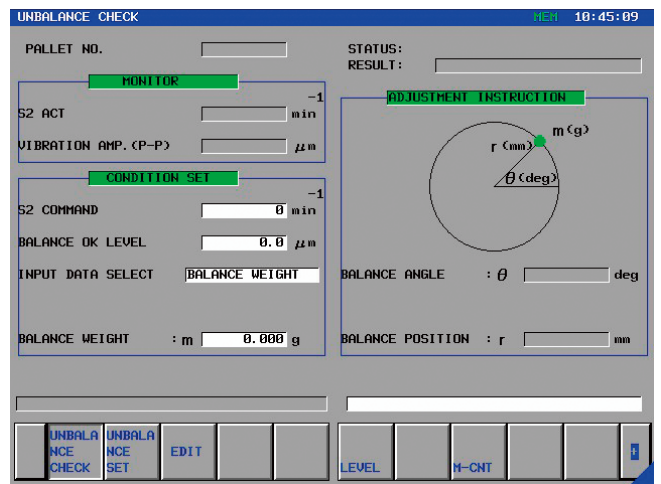 UNBALANCE CHECK MEM 10:45:09
PALLET NO.
STATUS:
RESULT:
MONITOR
S2 ACT min-1
VIBRATION AMP.(P-P) μm
CONDITION SET
S2 COMMAND 0 min-1
BALANCE OK LEVEL 0.0 μm
INPUT DATA SELECT BALANCE WEIGHT
BALANCE WEIGHT : m 0.000 g
ADJUSTMENT INSTRUCTION
m(g)
r(mm)
θ(deg)
BALANCE ANGLE : θ deg
BALANCE POSITION : r mm
UNBALA
NCE
CHECK
UNBALA
NCE
SET
EDIT
LEVEL
M-CNT
+